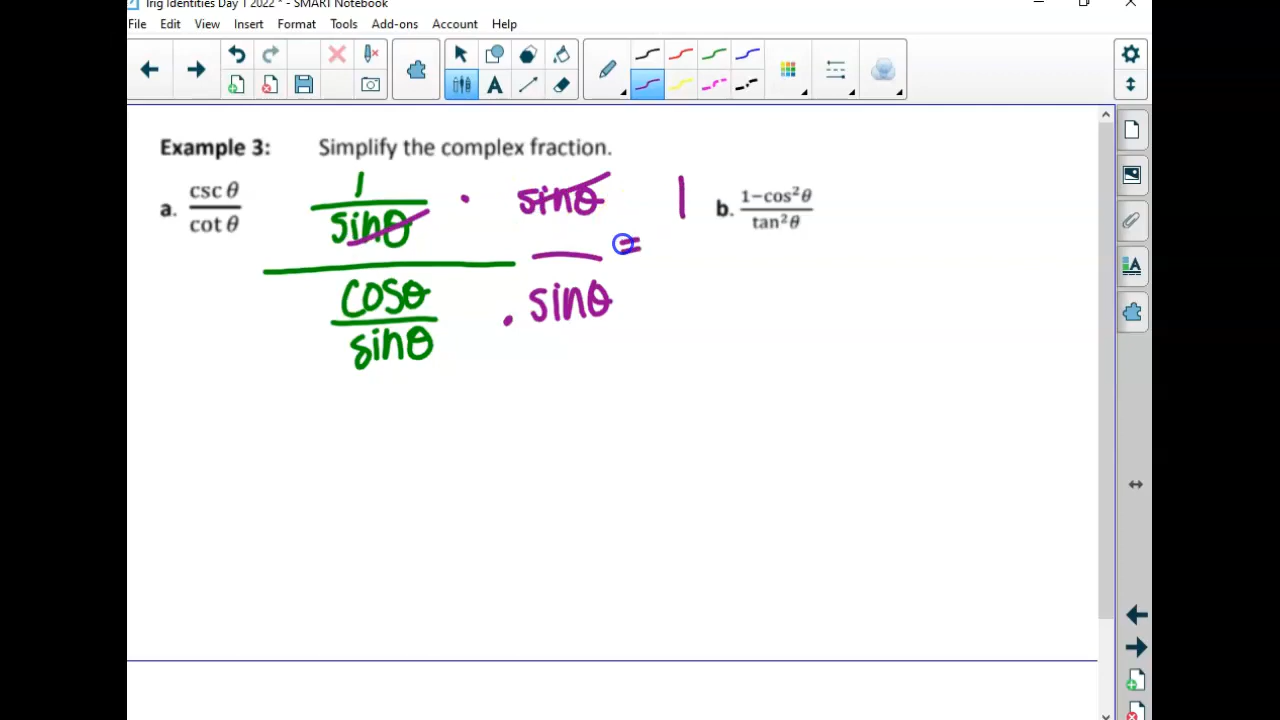 Trig Identities Day 1 2022 * - SMART Notebook
File Edit View Insert Format Tools Add-ons Account Help
Example 3: Simplify the complex fraction.
a. csc θ
cot θ
1
sinθ
· sinθ
= 1
cosθ
sinθ
· sinθ
b. 1−cos²θ
tan²θ